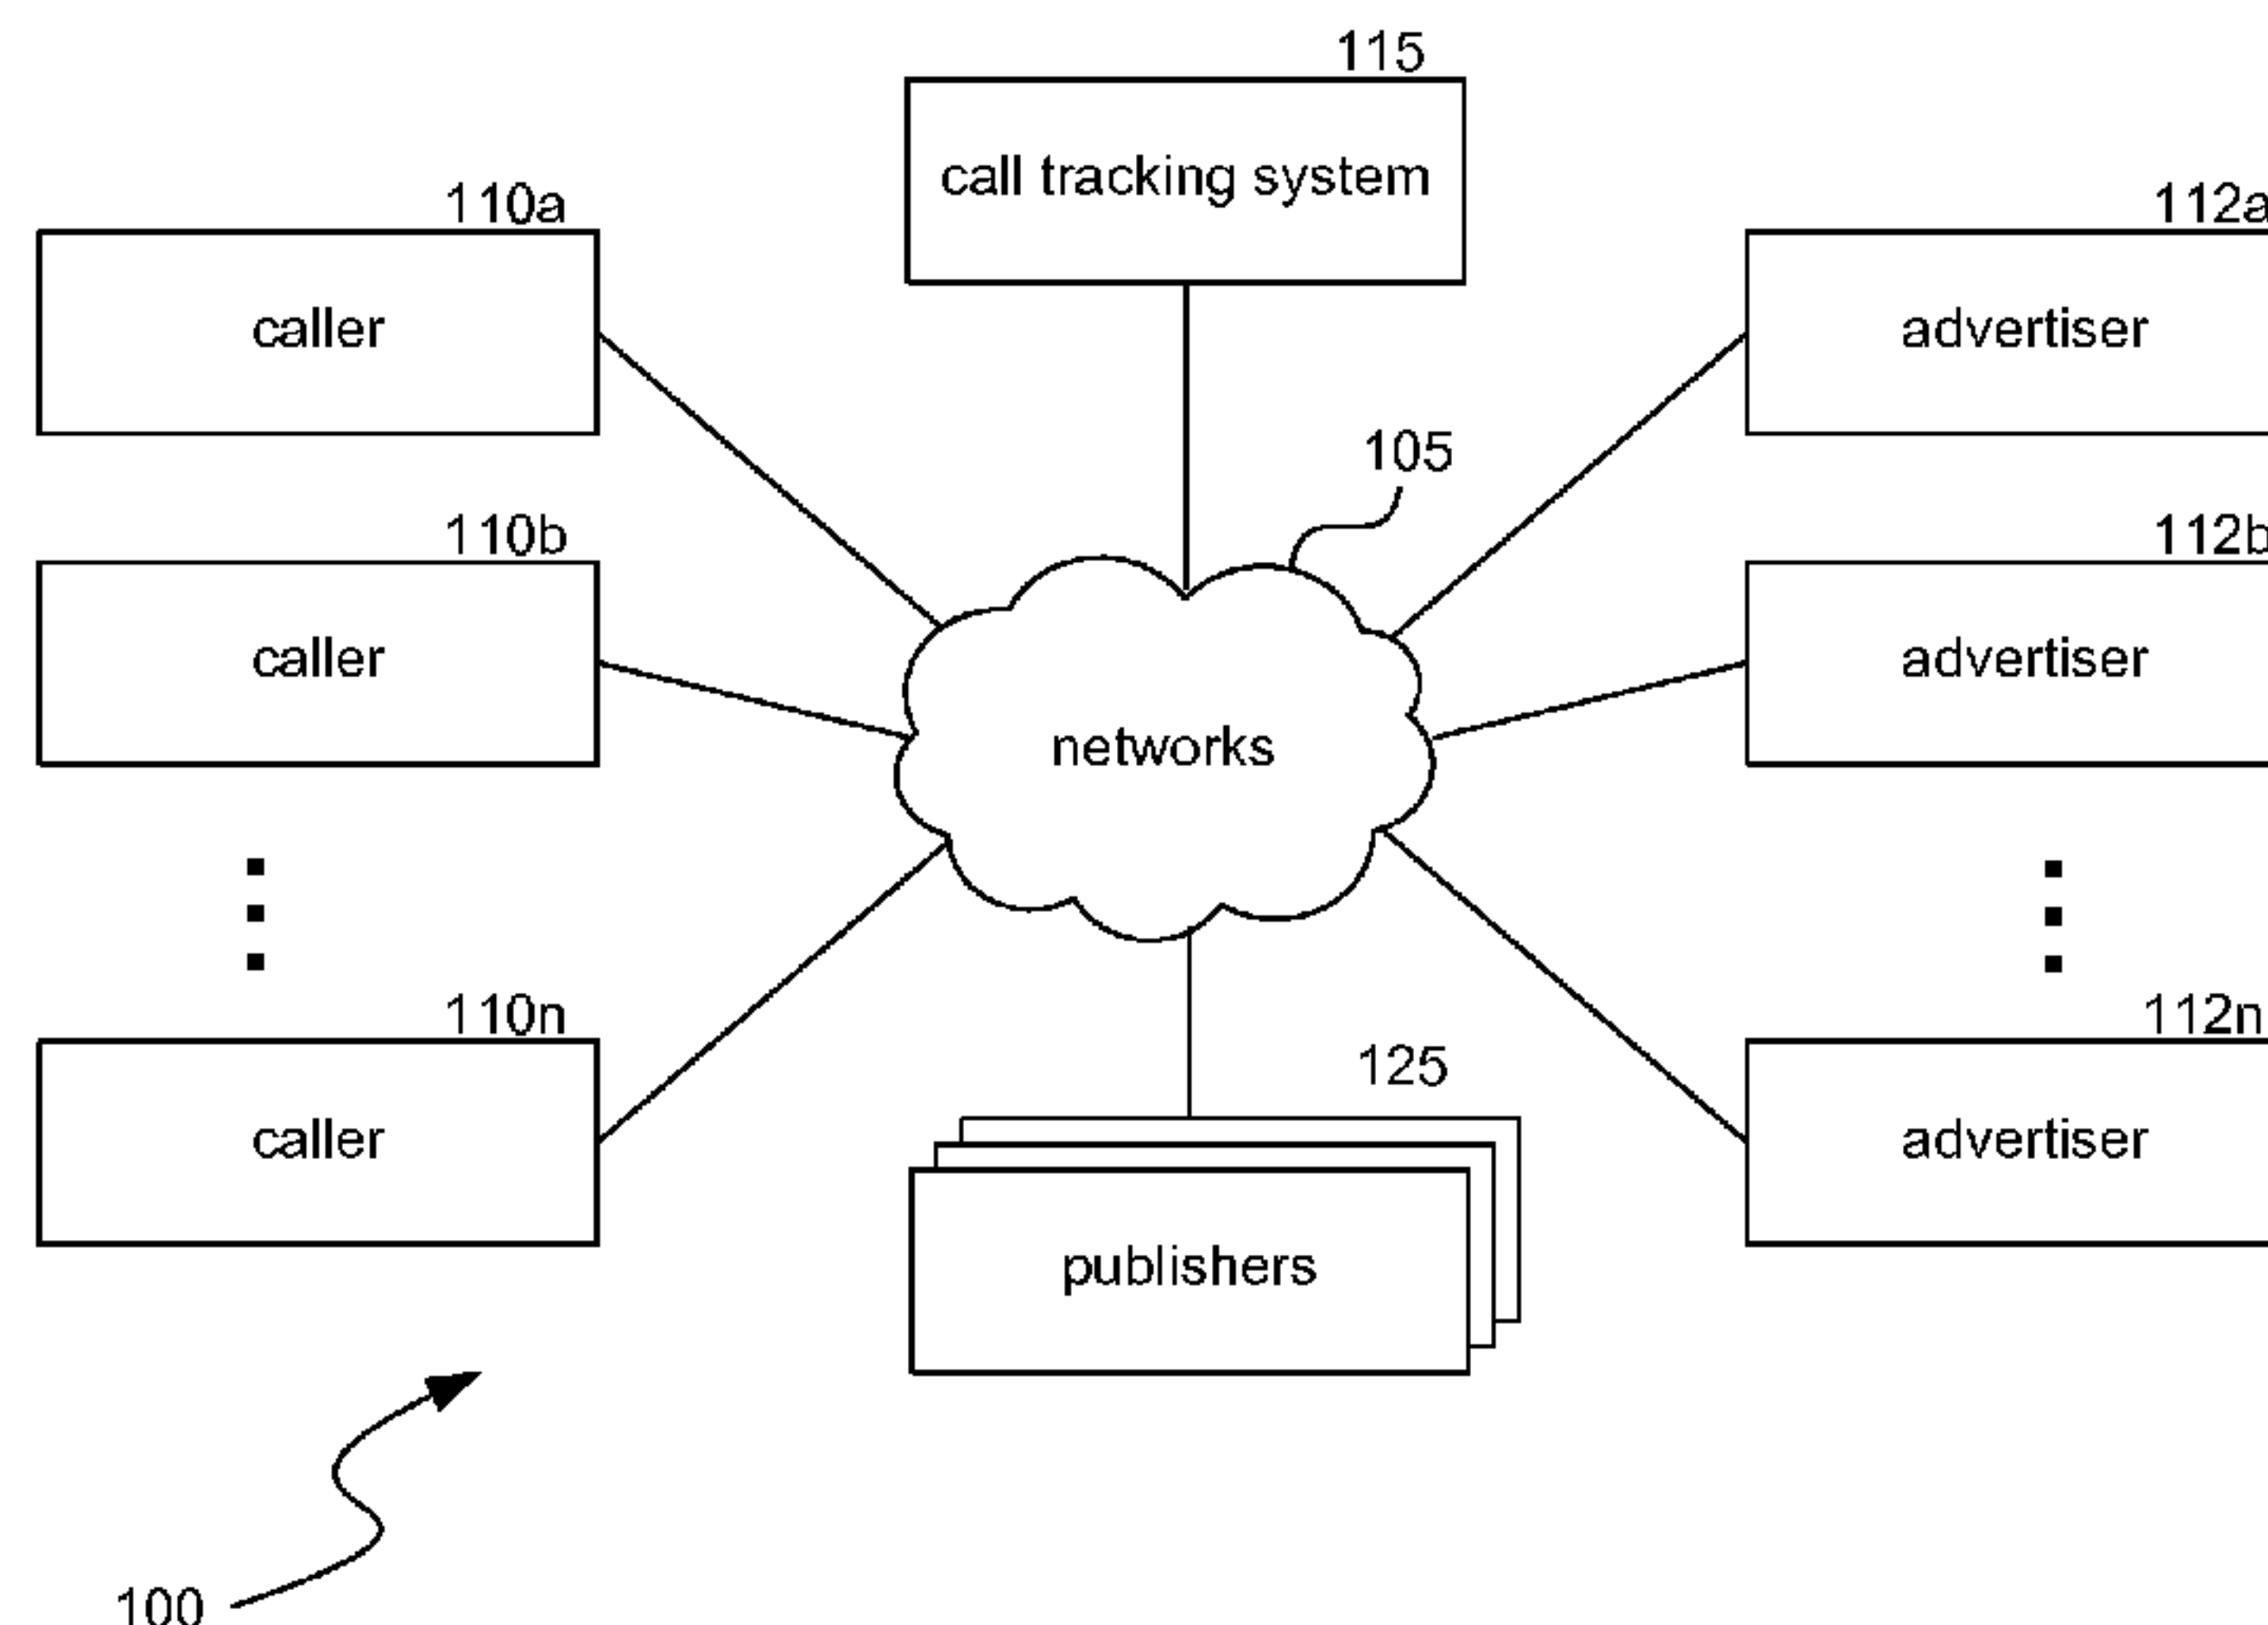 115
call tracking system
110a
caller
112a
advertiser
105
110b
caller
112b
advertiser
networks
110n
caller
112n
advertiser
125
publishers
100